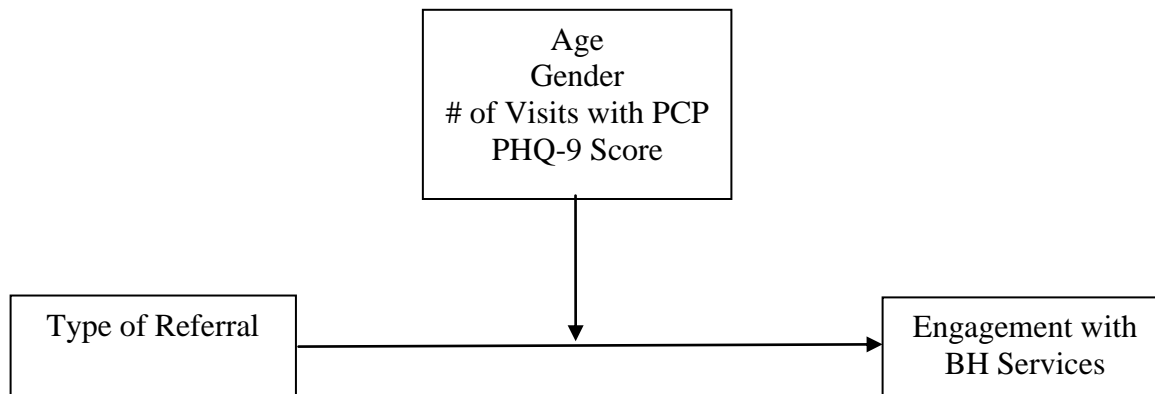 Age
Gender
# of Visits with PCP
PHQ-9 Score
Type of Referral
Engagement with
BH Services